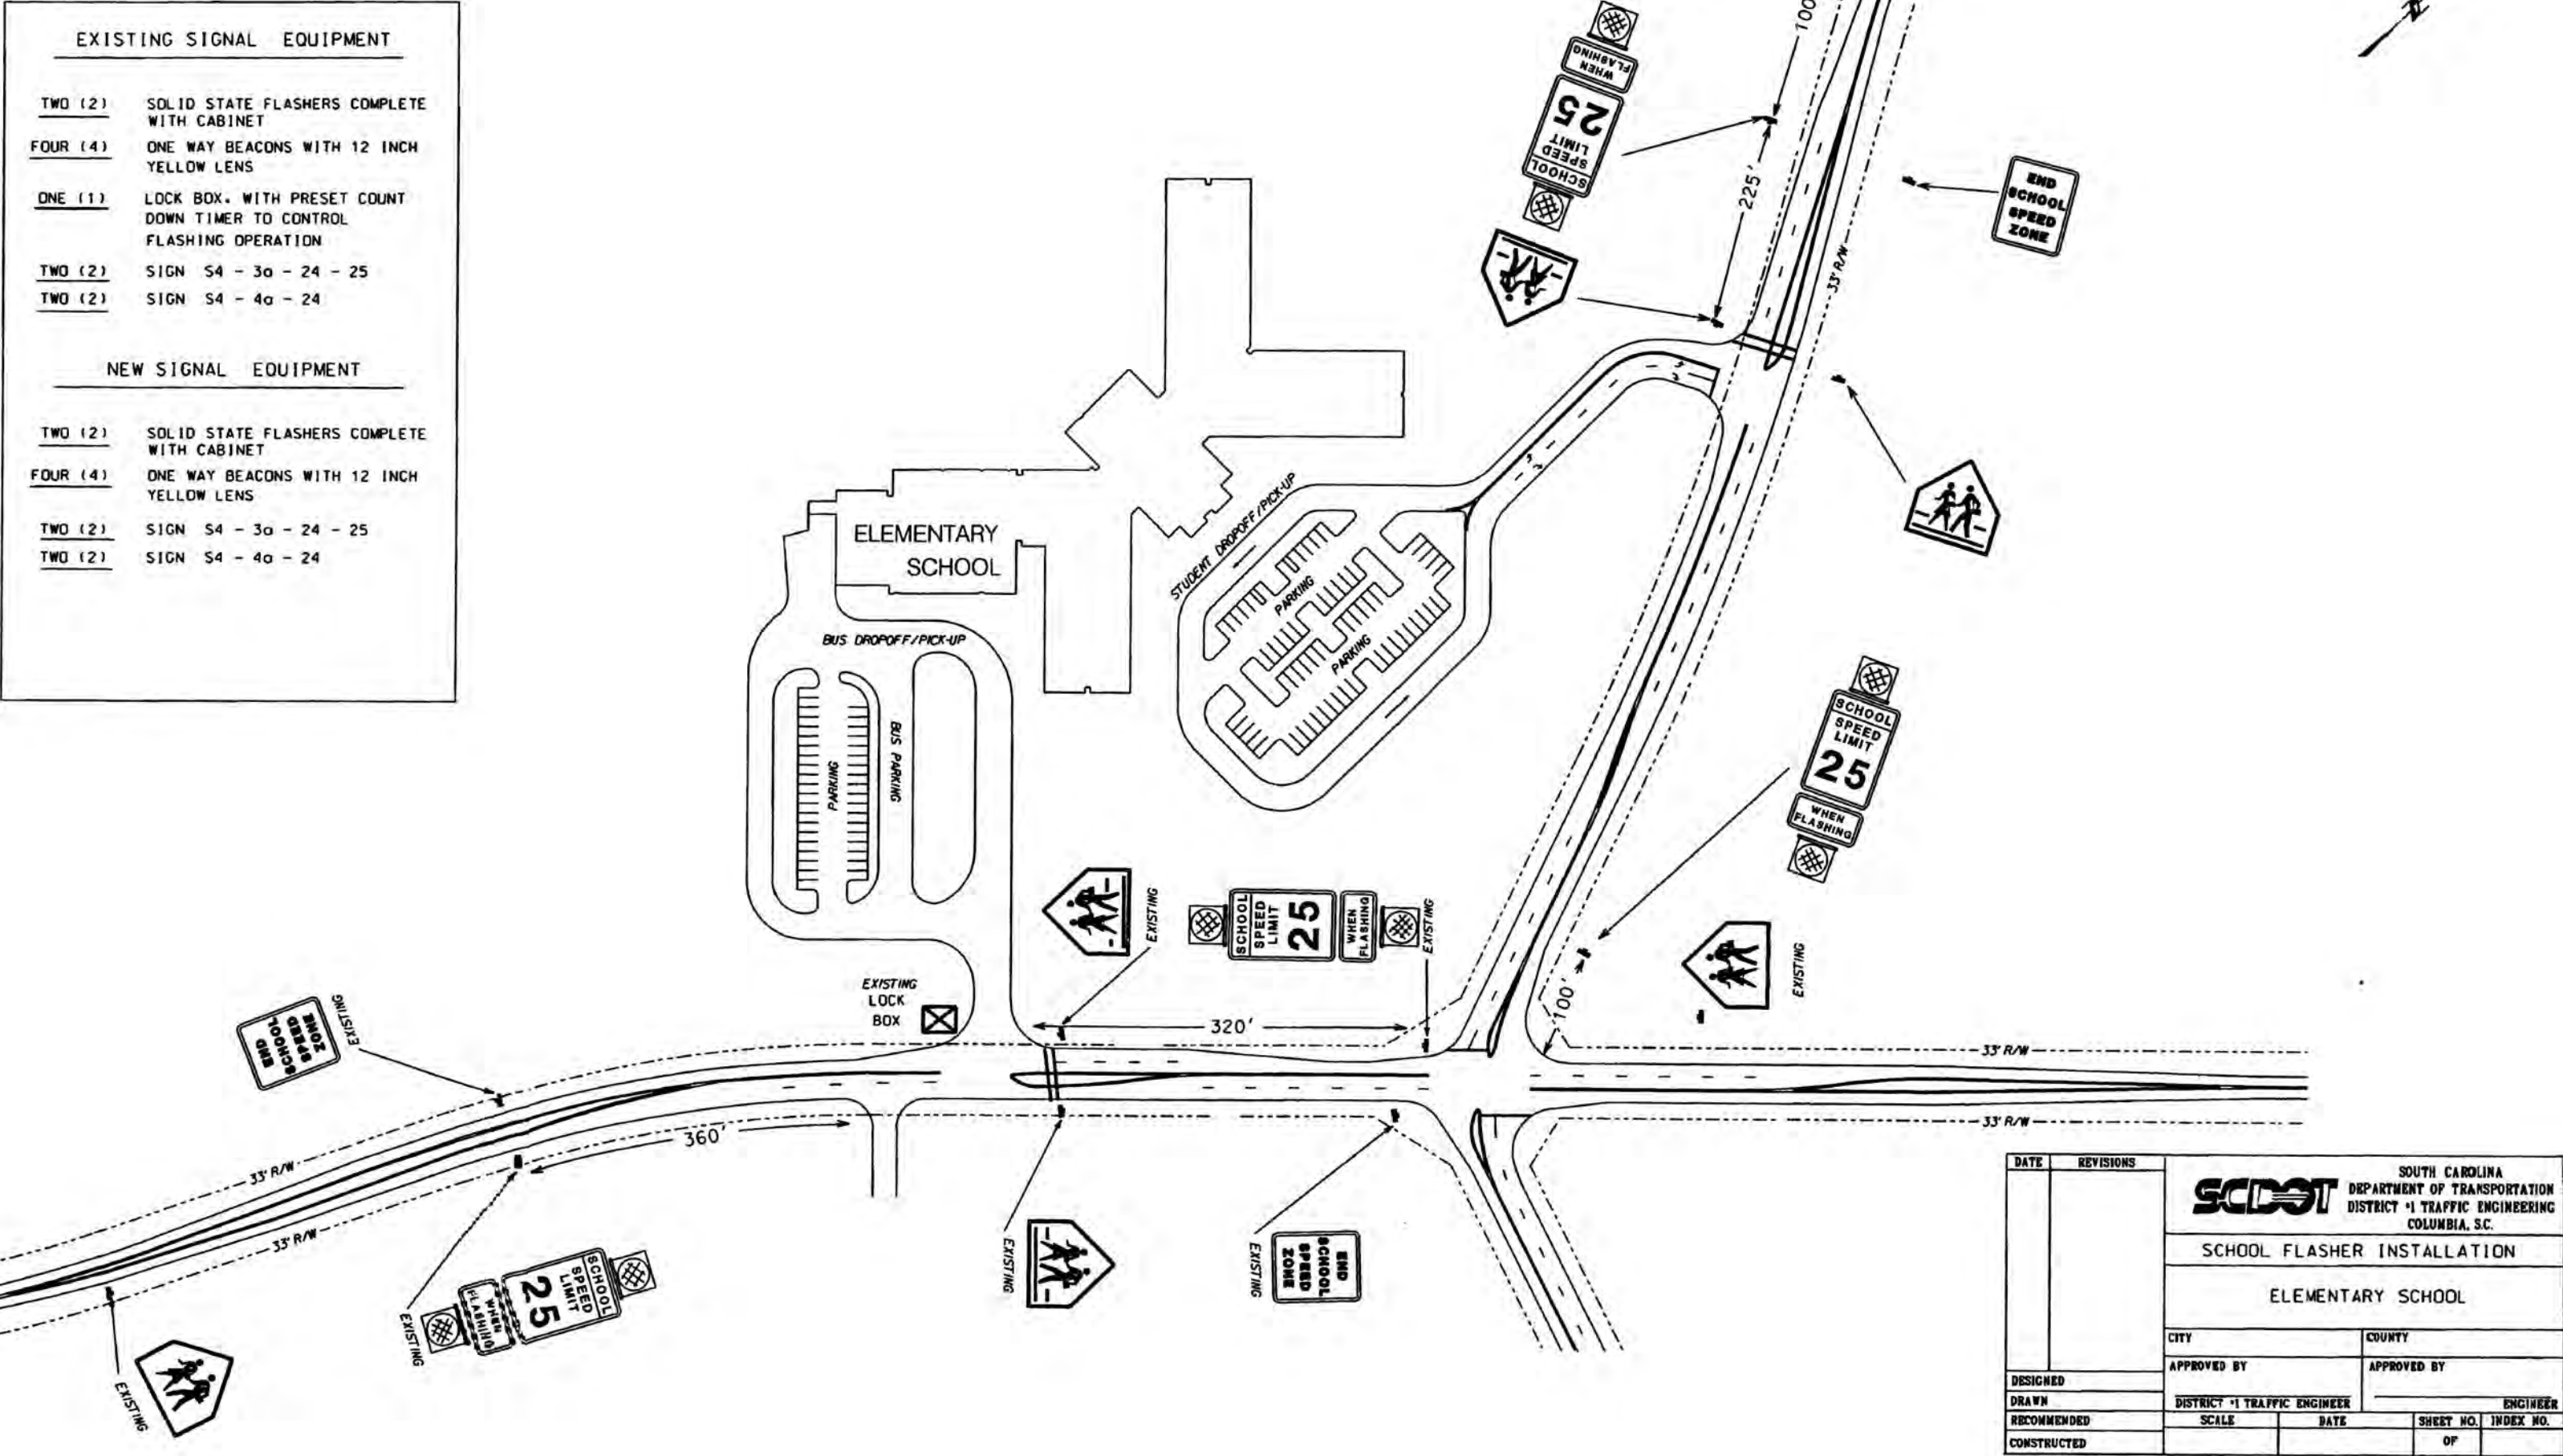 EXISTING SIGNAL EQUIPMENT
TWO (2) SOLID STATE FLASHERS COMPLETE
WITH CABINET
FOUR (4) ONE WAY BEACONS WITH 12 INCH
YELLOW LENS
ONE (1) LOCK BOX. WITH PRESET COUNT
DOWN TIMER TO CONTROL
FLASHING OPERATION
TWO (2) SIGN S4 - 3a - 24 - 25
TWO (2) SIGN S4 - 4a - 24
NEW SIGNAL EQUIPMENT
TWO (2) SOLID STATE FLASHERS COMPLETE
WITH CABINET
FOUR (4) ONE WAY BEACONS WITH 12 INCH
YELLOW LENS
TWO (2) SIGN S4 - 3a - 24 - 25
TWO (2) SIGN S4 - 4a - 24
SCHOOL
SPEED
LIMIT
25
WHEN
FLASHING
100
225'
33' R/W
END
SCHOOL
SPEED
ZONE
ELEMENTARY
SCHOOL
STUDENT DROPOFF/PICK-UP
PARKING
PARKING
BUS DROPOFF/PICK-UP
PARKING
BUS PARKING
SCHOOL
SPEED
LIMIT
25
WHEN
FLASHING
EXISTING
SCHOOL
SPEED
LIMIT
25
WHEN
FLASHING
EXISTING
EXISTING
100'
EXISTING
LOCK
BOX
320'
END
SCHOOL
SPEED
ZONE
EXISTING
33' R/W
33' R/W
360'
33' R/W
33' R/W
SCHOOL
SPEED
LIMIT
25
WHEN
FLASHING
EXISTING
EXISTING
EXISTING
END
SCHOOL
SPEED
ZONE
EXISTING
DATE REVISIONS
SCDOT
SOUTH CAROLINA
DEPARTMENT OF TRANSPORTATION
DISTRICT #1 TRAFFIC ENGINEERING
COLUMBIA, S.C.
SCHOOL FLASHER INSTALLATION
ELEMENTARY SCHOOL
CITY COUNTY
APPROVED BY APPROVED BY
DISTRICT #1 TRAFFIC ENGINEER ENGINEER
DESIGNED
DRAWN
RECOMMENDED
CONSTRUCTED
SCALE DATE SHEET NO. INDEX NO.
OF